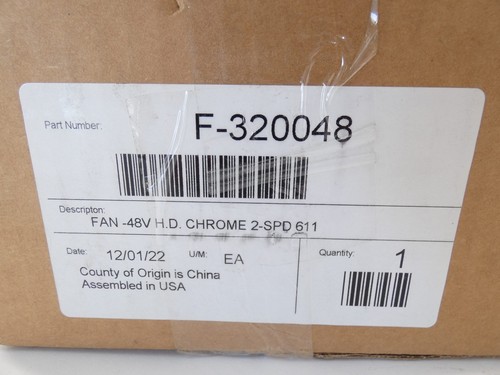 Part Number: F-320048
Descripton:
FAN -48V H.D. CHROME 2-SPD 611
Date: 12/01/22 U/M: EA Quantity: 1
County of Origin is China
Assembled in USA